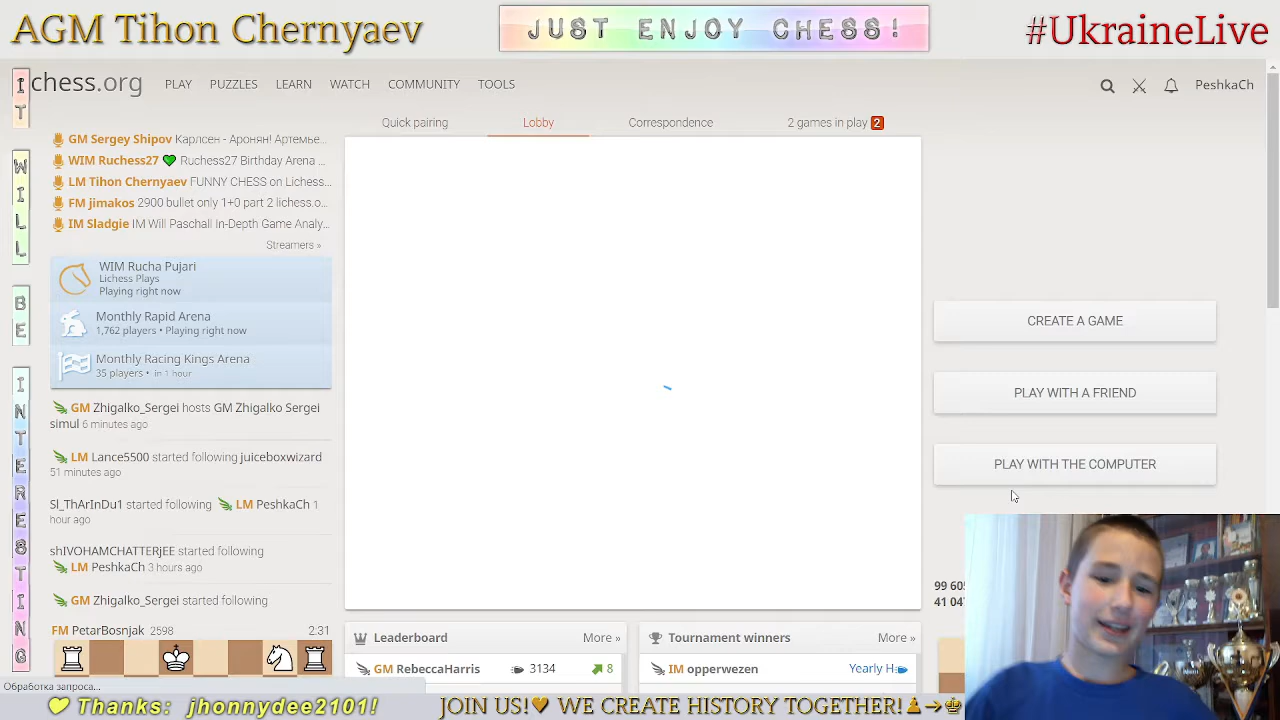 AGM Tihon Chernyaev
JUST ENJOY CHESS!
#UkraineLive
IT WILL BE INTERESTING
chess.org
PLAY
PUZZLES
LEARN
WATCH
COMMUNITY
TOOLS
PeshkaCh
Quick pairing
Lobby
Correspondence
2 games in play 2
GM Sergey Shipov Карлсен - Аронян! Артемье...
WIM Ruchess27 Ruchess27 Birthday Arena ...
LM Tihon Chernyaev FUNNY CHESS on Lichess...
FM jimakos 2900 bullet only 1+0 part 2 lichess.o...
IM Sladgie IM Will Paschall In-Depth Game Analy...
Streamers »
WIM Rucha Pujari
Lichess Plays
Playing right now
Monthly Rapid Arena
1,762 players • Playing right now
Monthly Racing Kings Arena
35 players • in 1 hour
GM Zhigalko_Sergei hosts GM Zhigalko Sergei
simul 6 minutes ago
LM Lance5500 started following juiceboxwizard
51 minutes ago
Sl_ThArInDu1 started following LM PeshkaCh 1
hour ago
shIVOHAMCHATTERjEE started following
LM PeshkaCh 3 hours ago
GM Zhigalko_Sergei started following
FM PetarBosnjak 2598 2:31
CREATE A GAME
PLAY WITH A FRIEND
PLAY WITH THE COMPUTER
99 605
Leaderboard
More »
GM RebeccaHarris 3134 8
Tournament winners
More »
IM opperwezen Yearly H
Обработка запроса...
Thanks: jhonnydee2101!
JOIN US! WE CREATE HISTORY TOGETHER!